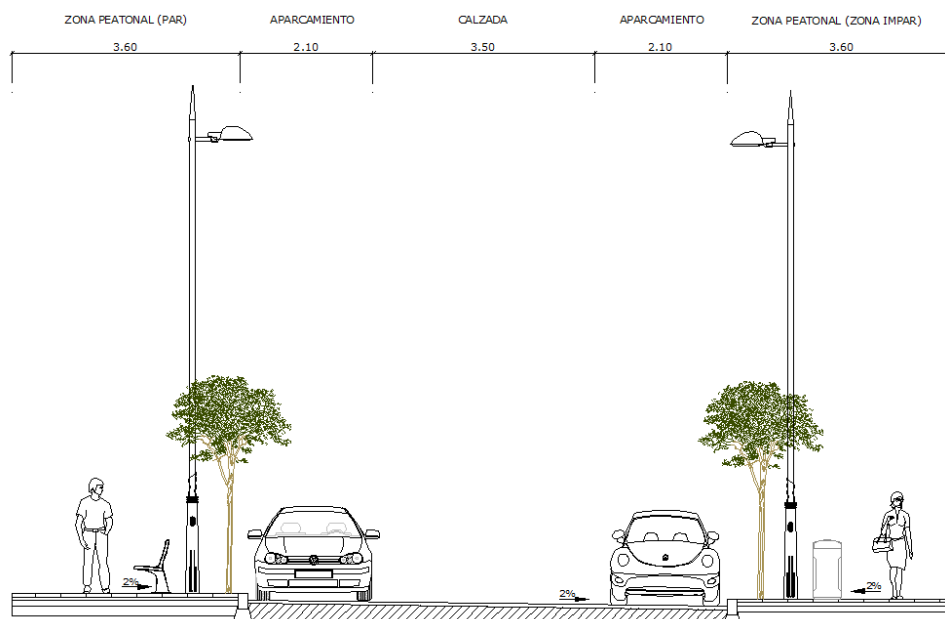 ZONA PEATONAL (PAR) APARCAMIENTO CALZADA APARCAMIENTO ZONA PEATONAL (ZONA IMPAR)
3.60 2.10 3.50 2.10 3.60
2% 2%
2%